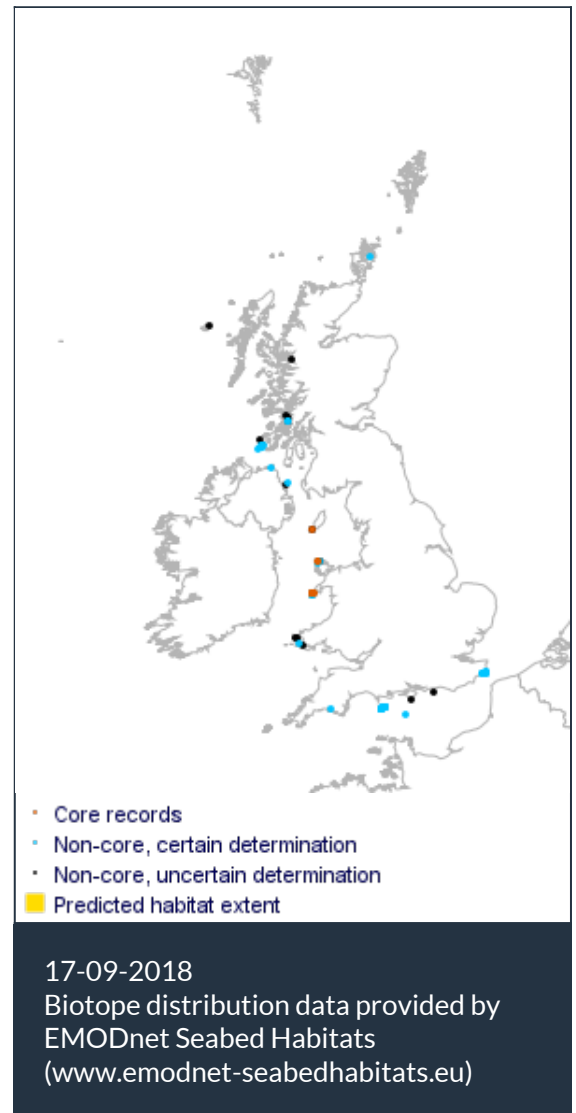 Core records
Non-core, certain determination
Non-core, uncertain determination
Predicted habitat extent
17-09-2018
Biotope distribution data provided by
EMODnet Seabed Habitats
(www.emodnet-seabedhabitats.eu)